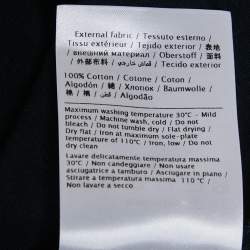 External fabric / Tessuto esterno /
Tissu extérieur / Tejido exterior / 表地
/ Внешний материал / Oberstoff / 面料
/ 外部布料 / قماش خارجي / Tecido exterior
100% Cotton / Cotone / Coton /
Algodón / 綿 / Хлопок / Baumwolle /
棉 / 棉 / قطن / Algodão
Maximum washing temperature 30°C - Mild
process / Machine wash, cold / Do not
bleach / Do not tumble dry / Flat drying /
Dry flat / Iron at maximum sole-plate
temperature of 110°C / Iron, low / Do not
dry clean
Lavare delicatamente temperatura massima
30°C / Non candeggiare / Non usare
asciugatura a tamburo / Asciugare in piano /
Stirare a temperatura massima 110°C /
Non lavare a secco